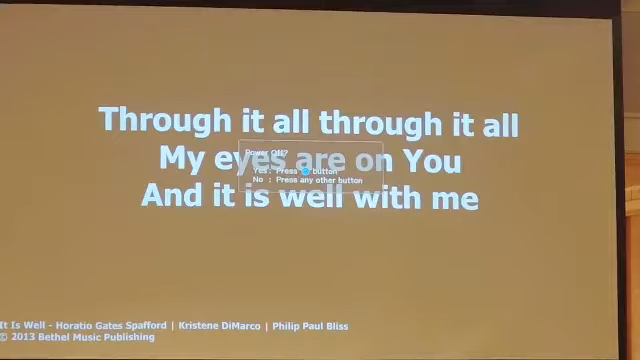 Through it all through it all
My eyes are on You
And it is well with me
Power Off?
Yes : Press button
No : Press any other button
It Is Well - Horatio Gates Spafford | Kristene DiMarco | Philip Paul Bliss
© 2013 Bethel Music Publishing